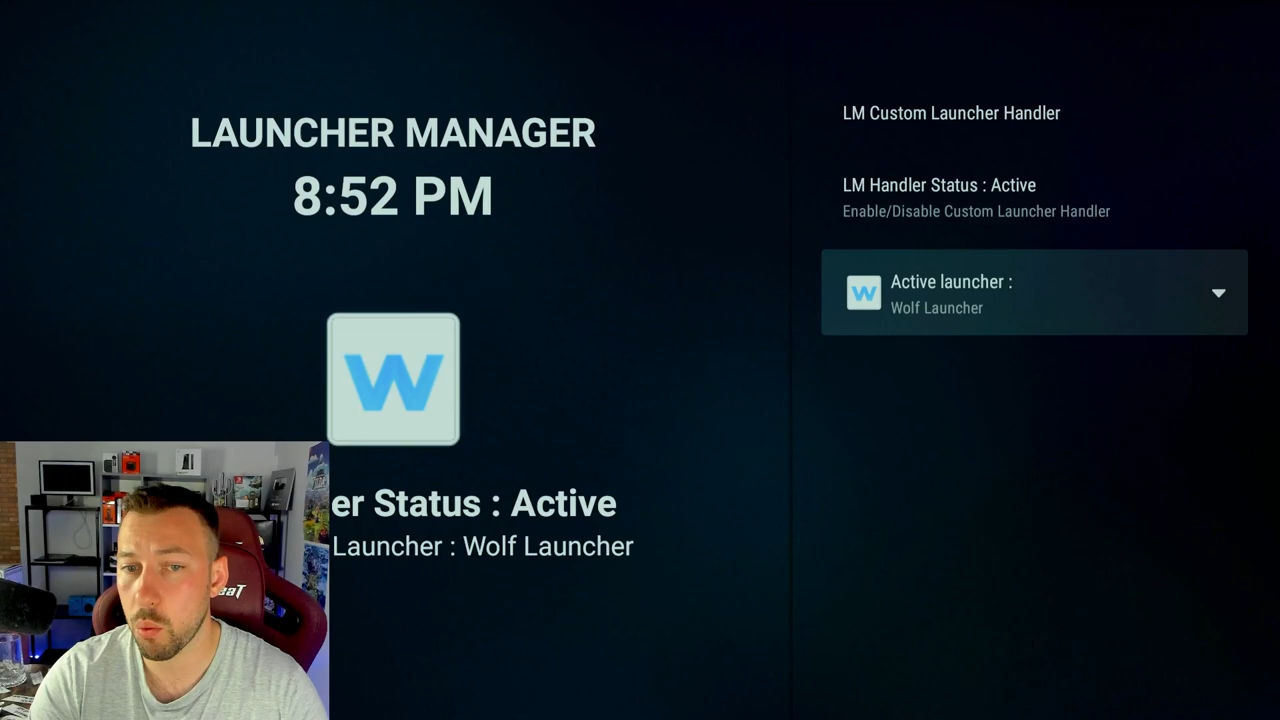 LAUNCHER MANAGER
8:52 PM
W
er Status : Active
Launcher : Wolf Launcher
LM Custom Launcher Handler
LM Handler Status : Active
Enable/Disable Custom Launcher Handler
W
Active launcher :
Wolf Launcher